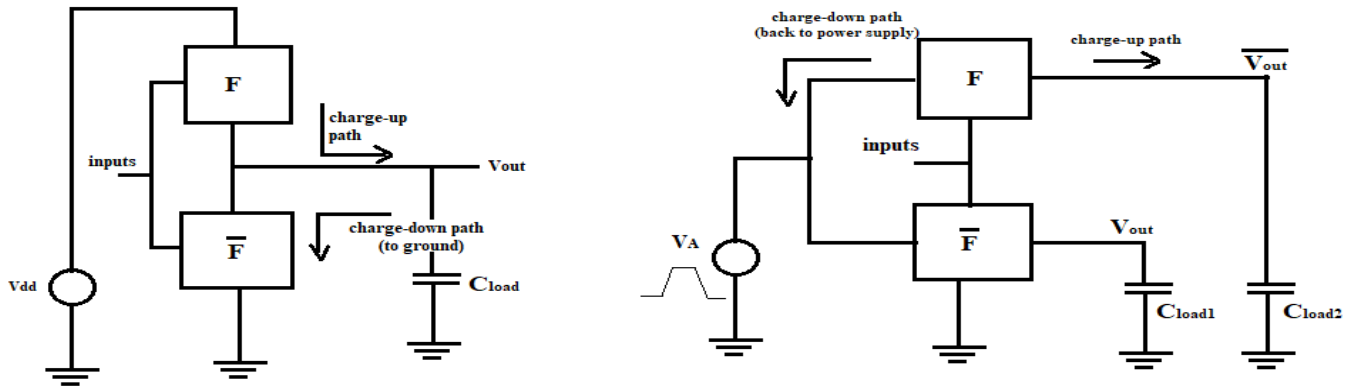 F
charge-up
path
inputs
Vout
F̅
charge-down path
(to ground)
Vdd
Cload
charge-down path
(back to power supply)
charge-up path
V̅o̅u̅t̅
F
inputs
Vout
F̅
VA
Cload1
Cload2